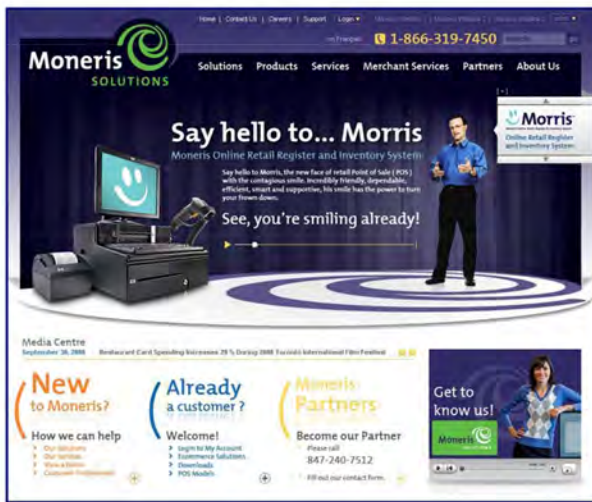 Home | Contact Us | Careers | Support Login
en Français
1-866-319-7450
Moneris
SOLUTIONS
Solutions Products Services Merchant Services Partners About Us
Say hello to... Morris
Moneris Online Retail Register and Inventory System
Say hello to Morris, the new face of retail Point of Sale ( POS )
with the contagious smile. Incredibly friendly, dependable,
efficient, smart and supportive, his smile has the power to turn
your frown down.
See, you're smiling already!
Morris
Online Retail Register
and Inventory System
Media Centre
September 30, 2008 Restaurant Card Spending Increases 29 % During 2008 Toronto International Film Festival
New
to Moneris?
How we can help
Our Solutions
Our Services
View a Demo
Customer Testimonials
Already
a customer ?
Welcome!
Login to My Account
Ecommerce Solutions
Downloads
POS Models
Moneris
Partners
Become our Partner
Please call
847-240-7512
Fill out our contact form.
Get to
know us!
Moneris
SOLUTIONS